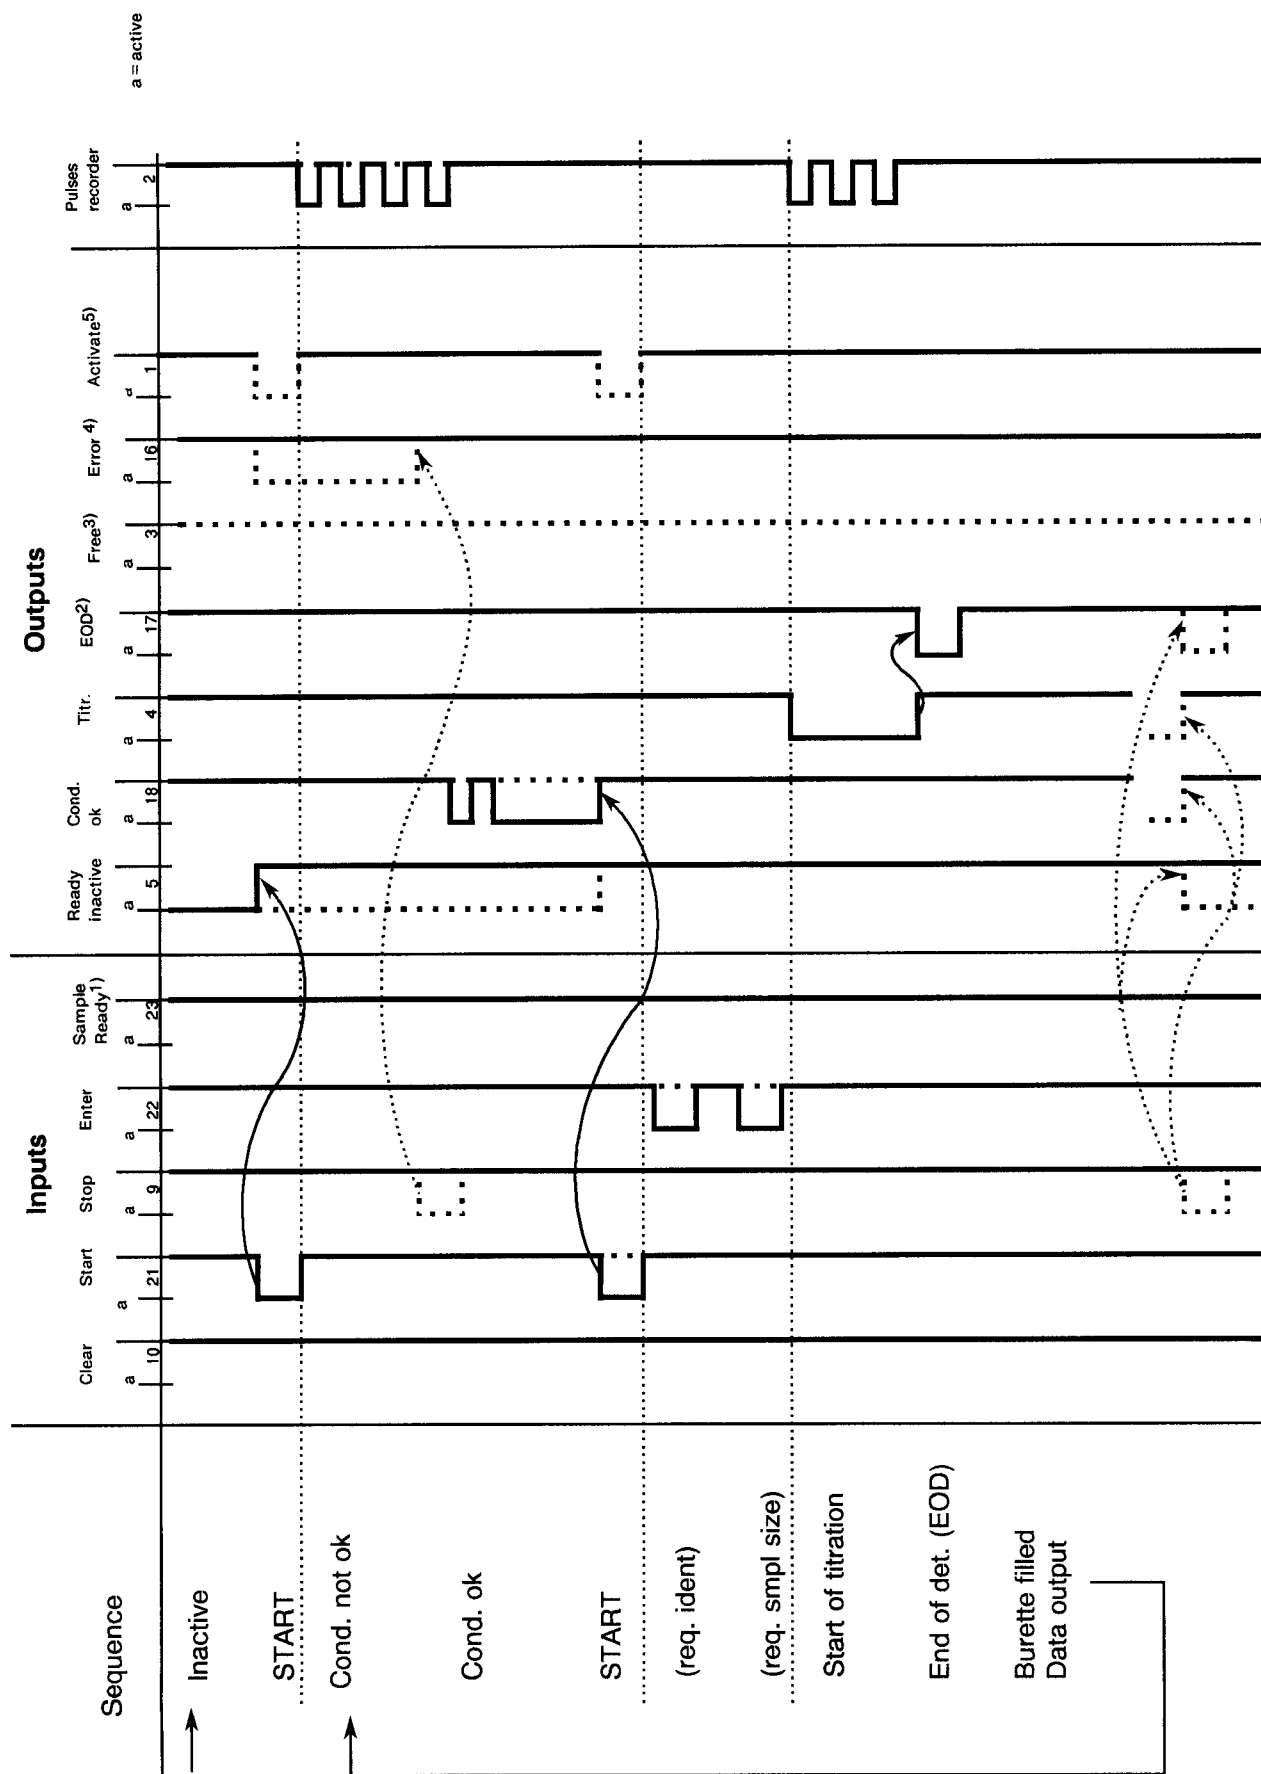 a = active
Outputs
Inputs
Sequence
Pulses
recorder
a 2
Activate5)
a 1
Error 4)
a 16
Free3)
a 3
EOD2)
a 17
Titr.
a 4
Cond.
ok
a 18
Ready
inactive
a 5
Sample
Ready1)
a 23
Enter
a 22
Stop
a 9
Start
a 21
Clear
a 10
Inactive
START
Cond. not ok
Cond. ok
START
(req. ident)
(req. smpl size)
Start of titration
End of det. (EOD)
Burette filled
Data output